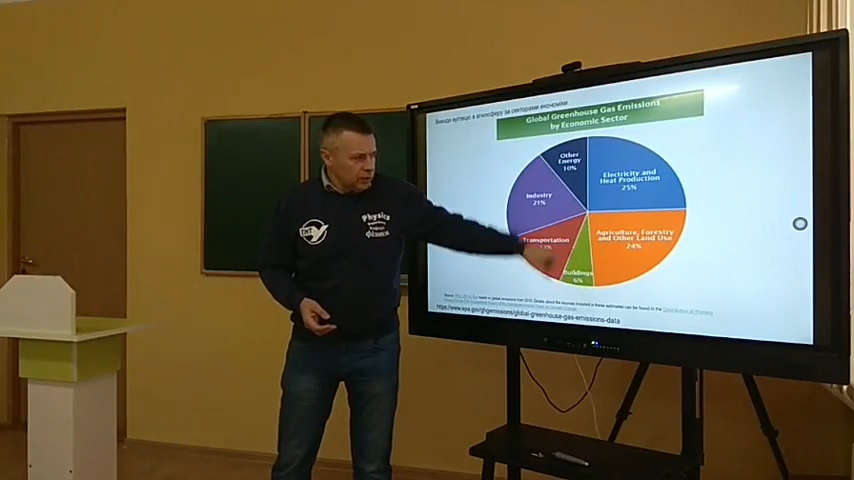 Викиди вуглецю в атмосферу за секторами економіки
Global Greenhouse Gas Emissions
by Economic Sector
Other
Energy
10%
Electricity and
Heat Production
25%
Industry
21%
Agriculture, Forestry
and Other Land Use
24%
Transportation
Buildings
6%
https://www.epa.gov/ghgemissions/global-greenhouse-gas-emissions-data
Physics